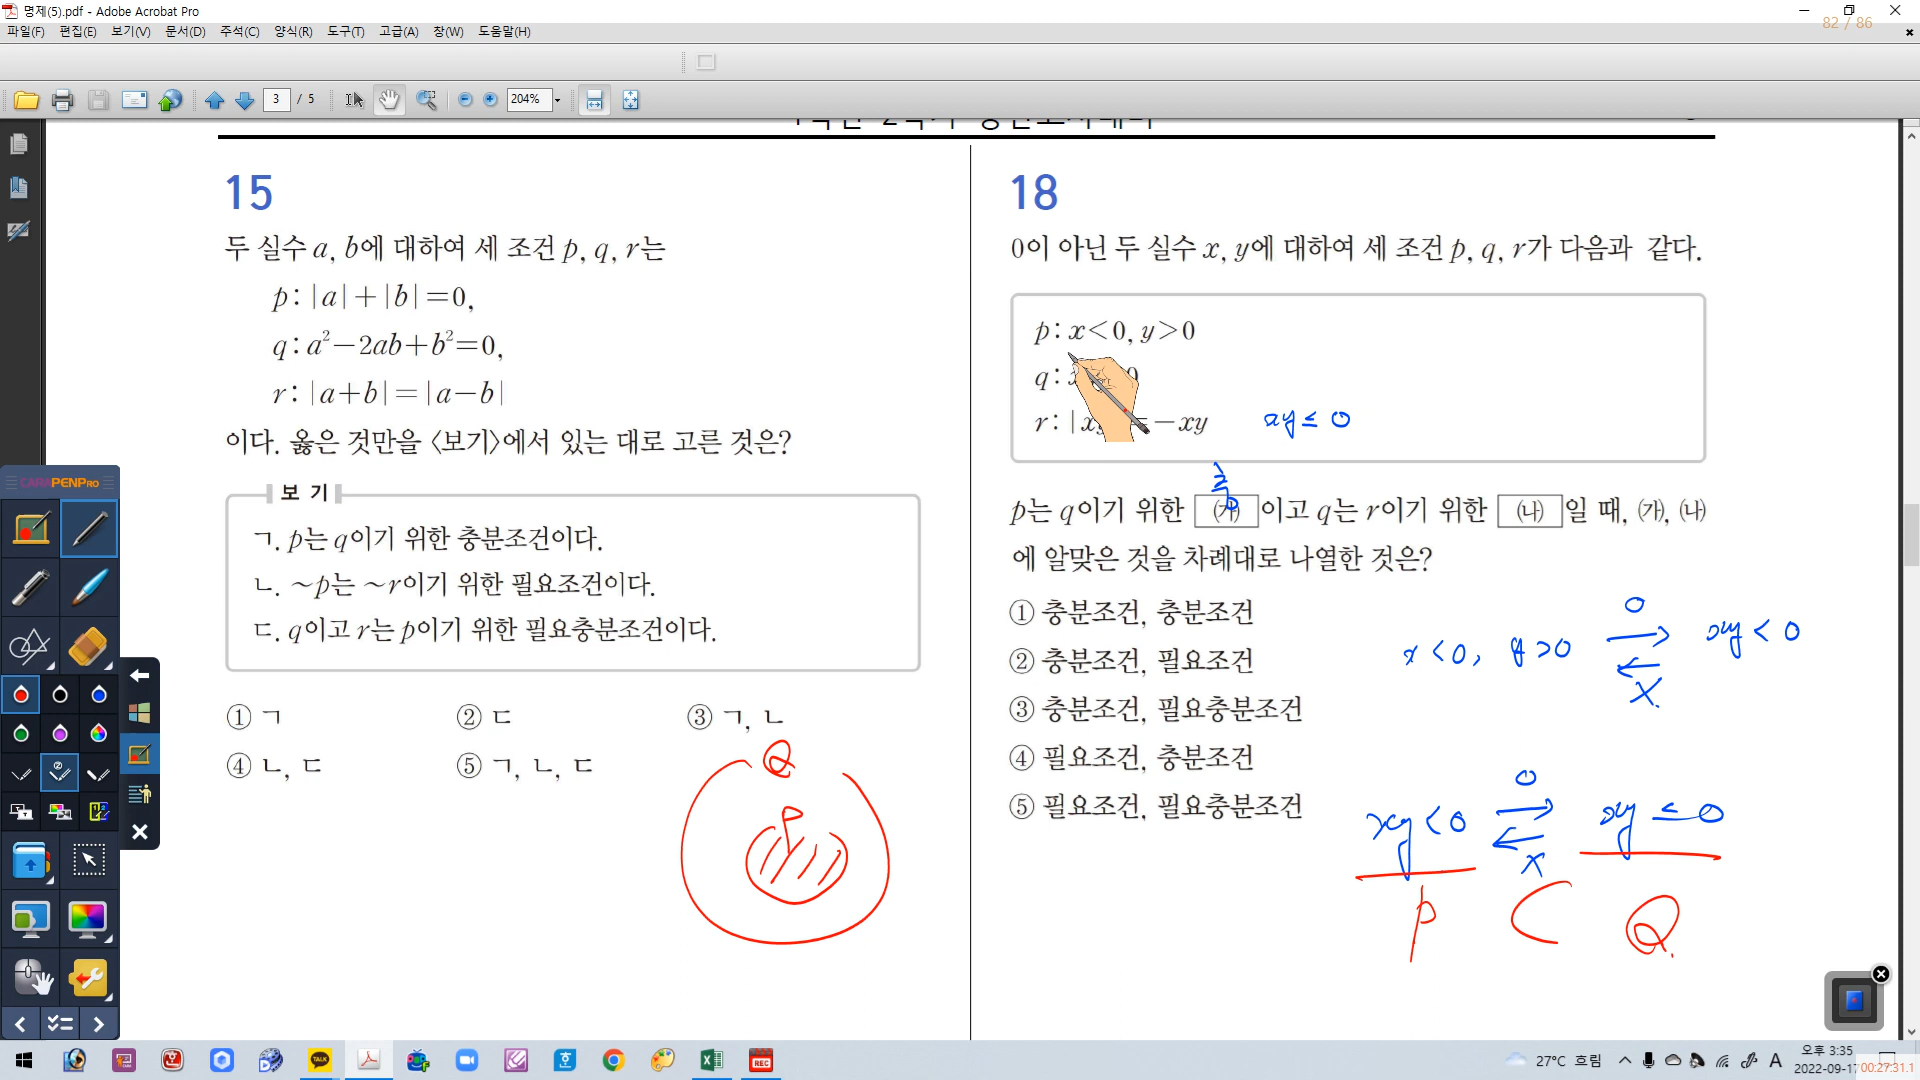 명제(5).pdf - Adobe Acrobat Pro
82 / 86
파일(F) 편집(E) 보기(V) 문서(D) 주석(C) 양식(R) 도구(T) 고급(A) 창(W) 도움말(H)
3 / 5 204%
15
두 실수 a, b에 대하여 세 조건 p, q, r는
p: |a|+|b|=0,
q: a²-2ab+b²=0,
r: |a+b|=|a-b|
이다. 옳은 것만을 〈보기〉에서 있는 대로 고른 것은?
보 기
ㄱ. p는 q이기 위한 충분조건이다.
ㄴ. ~p는 ~r이기 위한 필요조건이다.
ㄷ. q이고 r는 p이기 위한 필요충분조건이다.
① ㄱ ② ㄷ ③ ㄱ, ㄴ
④ ㄴ, ㄷ ⑤ ㄱ, ㄴ, ㄷ
Q
P
18
0이 아닌 두 실수 x, y에 대하여 세 조건 p, q, r가 다음과 같다.
p: x<0, y>0
q:
r: |x -xy xy ≤ 0
p는 q이기 위한 (가) 이고 q는 r이기 위한 (나) 일 때, (가), (나)
에 알맞은 것을 차례대로 나열한 것은?
① 충분조건, 충분조건
② 충분조건, 필요조건
③ 충분조건, 필요충분조건
④ 필요조건, 충분조건
⑤ 필요조건, 필요충분조건
x < 0, y > 0 → ← xy < 0
0
X
xy < 0 → ← xy ≤ 0
0
X
P ⊂ Q
CARAPENPRO
TALK
REC
27°C 흐림
A
오후 3:35
2022-09-17
00:27:31.1